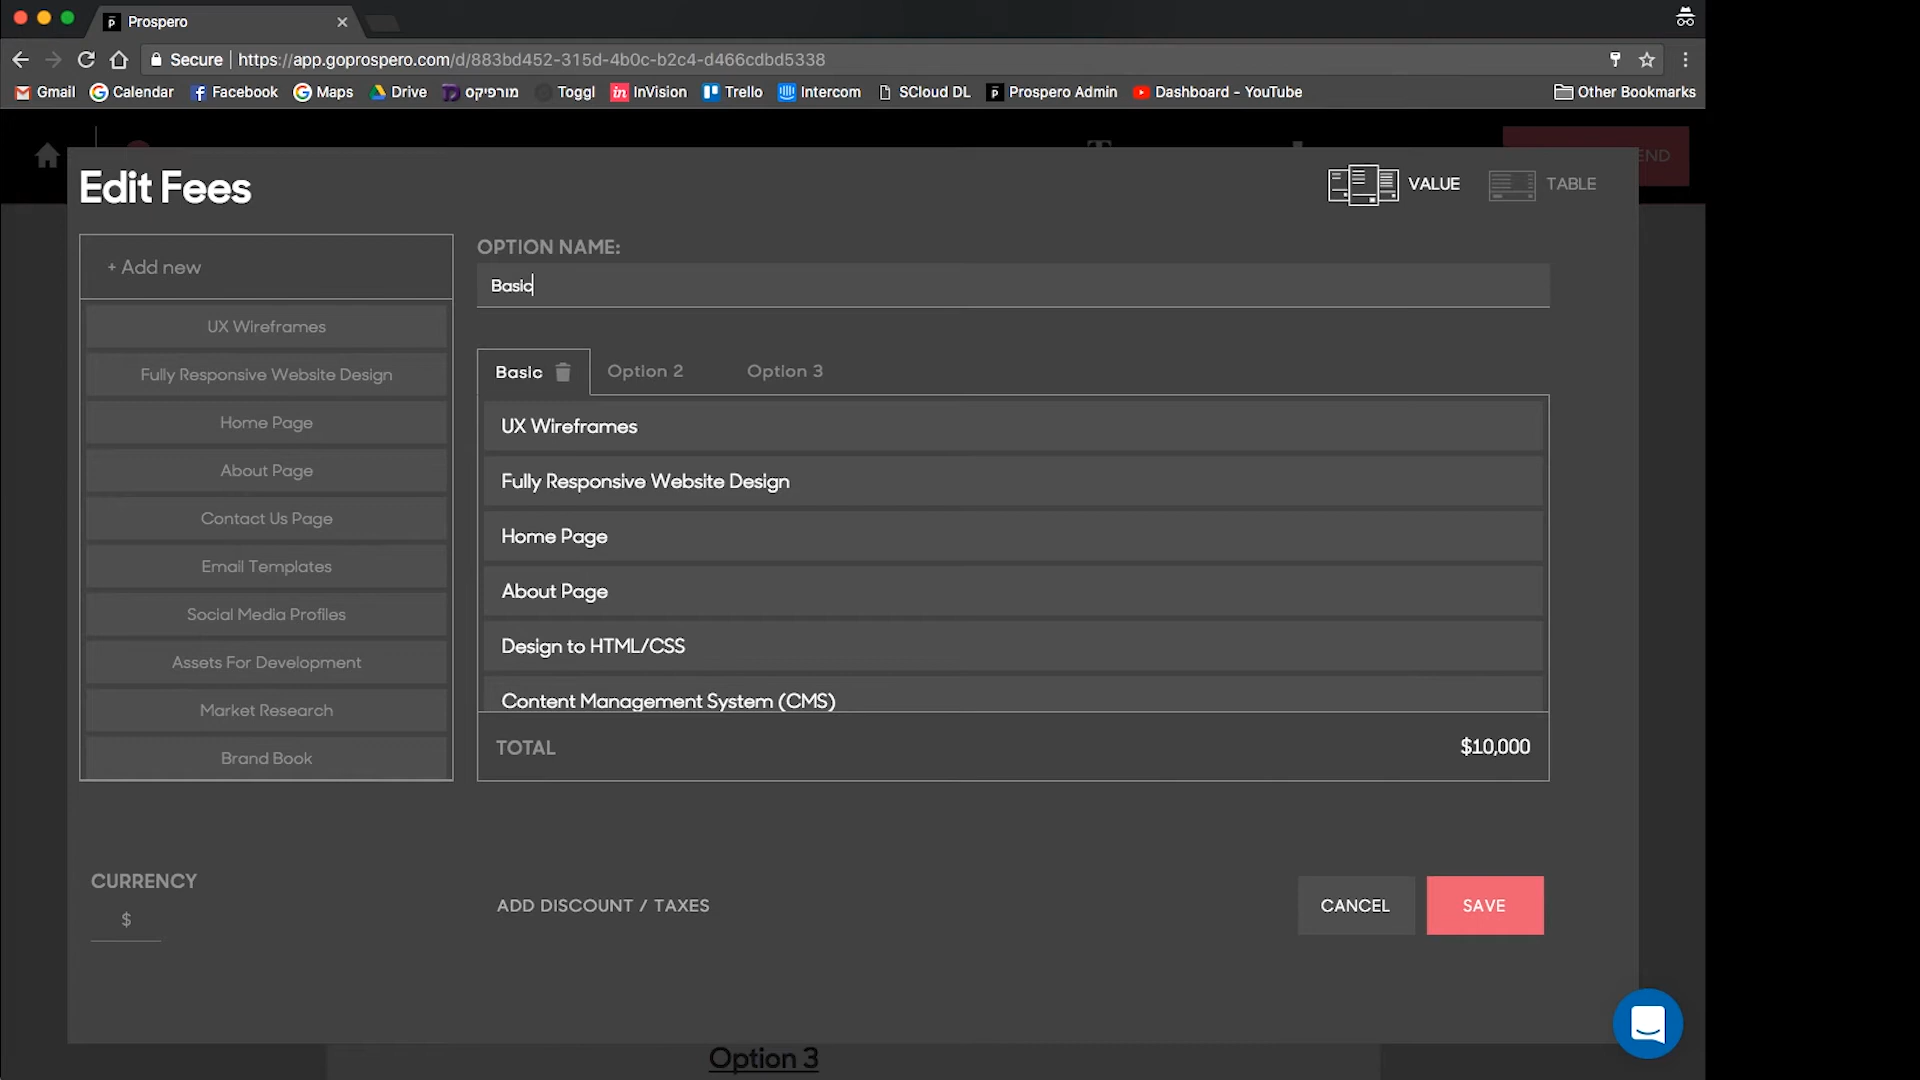 Prospero
Secure | https://app.goprospero.com/d/883bd452-315d-4b0c-b2c4-d466cdbd5338
Gmail Calendar Facebook Maps Drive מורפיקס Toggl InVision Trello Intercom SCloud DL Prospero Admin Dashboard - YouTube Other Bookmarks
END
Edit Fees
VALUE TABLE
+ Add new
UX Wireframes
Fully Responsive Website Design
Home Page
About Page
Contact Us Page
Email Templates
Social Media Profiles
Assets For Development
Market Research
Brand Book
OPTION NAME:
Basic
Basic Option 2 Option 3
UX Wireframes
Fully Responsive Website Design
Home Page
About Page
Design to HTML/CSS
Content Management System (CMS)
TOTAL $10,000
CURRENCY
$
ADD DISCOUNT / TAXES
CANCEL SAVE
Option 3